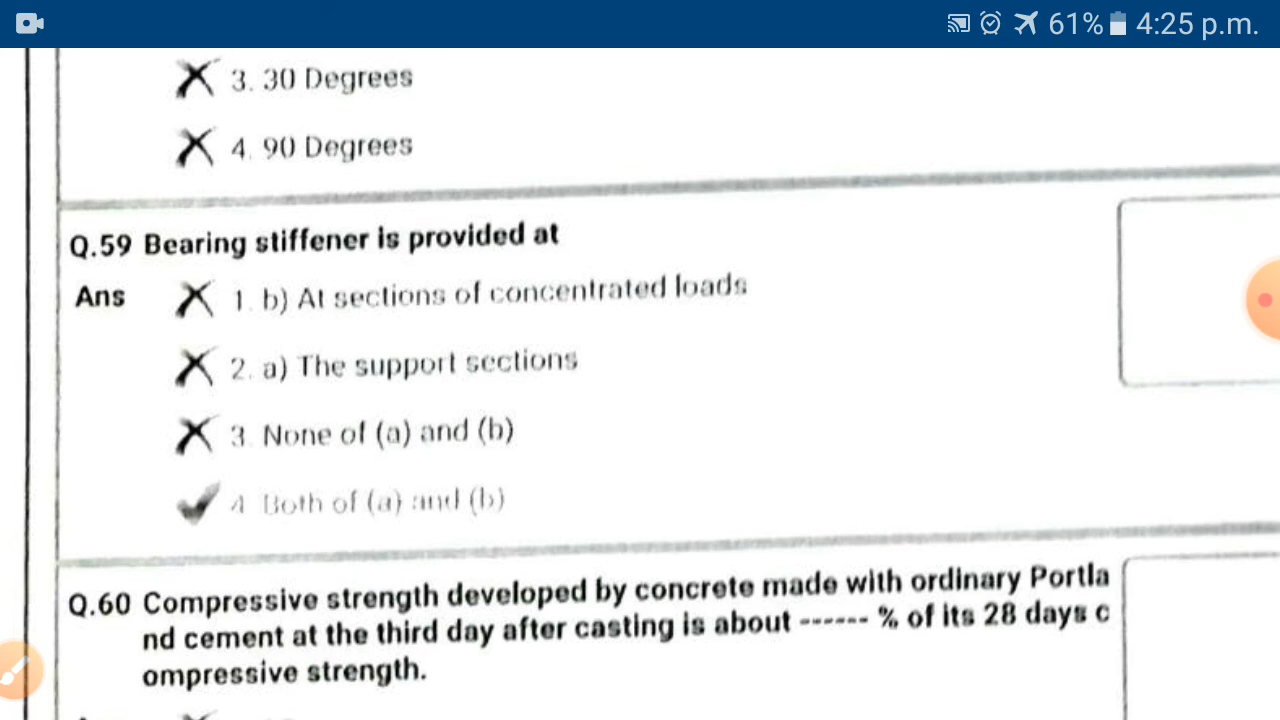 61% 4:25 p.m.
3. 30 Degrees
4. 90 Degrees
Q.59 Bearing stiffener is provided at
Ans 1. b) At sections of concentrated loads
2. a) The support sections
3. None of (a) and (b)
4. Both of (a) and (b)
Q.60 Compressive strength developed by concrete made with ordinary Portla
nd cement at the third day after casting is about ------ % of its 28 days c
ompressive strength.